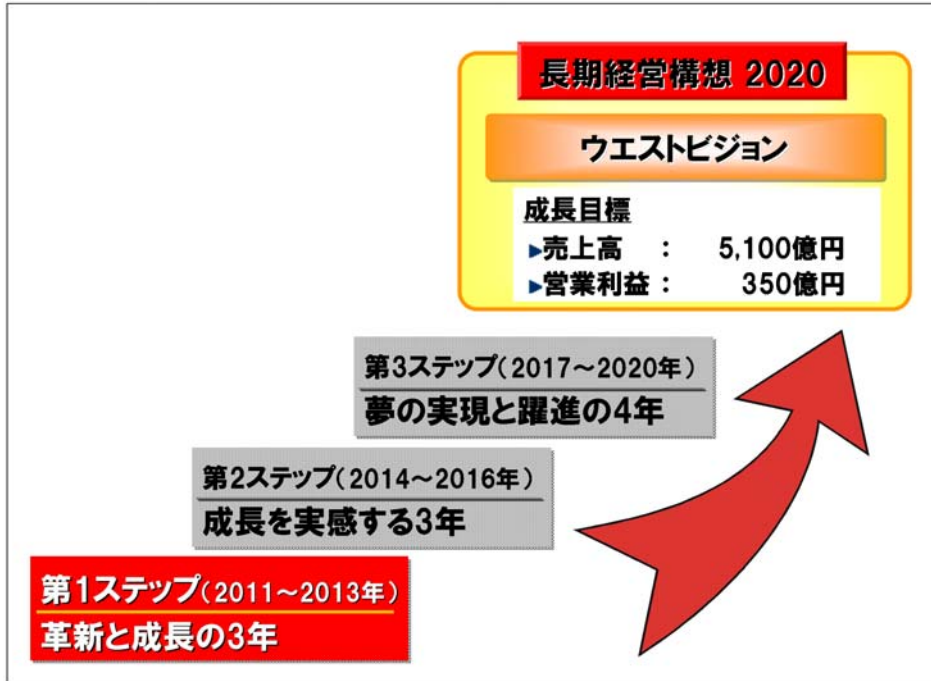 長期経営構想 2020
ウエストビジョン
成長目標
▶売上高 ： 5,100億円
▶営業利益 ： 350億円
第3ステップ（2017～2020年）
夢の実現と躍進の4年
第2ステップ（2014～2016年）
成長を実感する3年
第1ステップ（2011～2013年）
革新と成長の3年